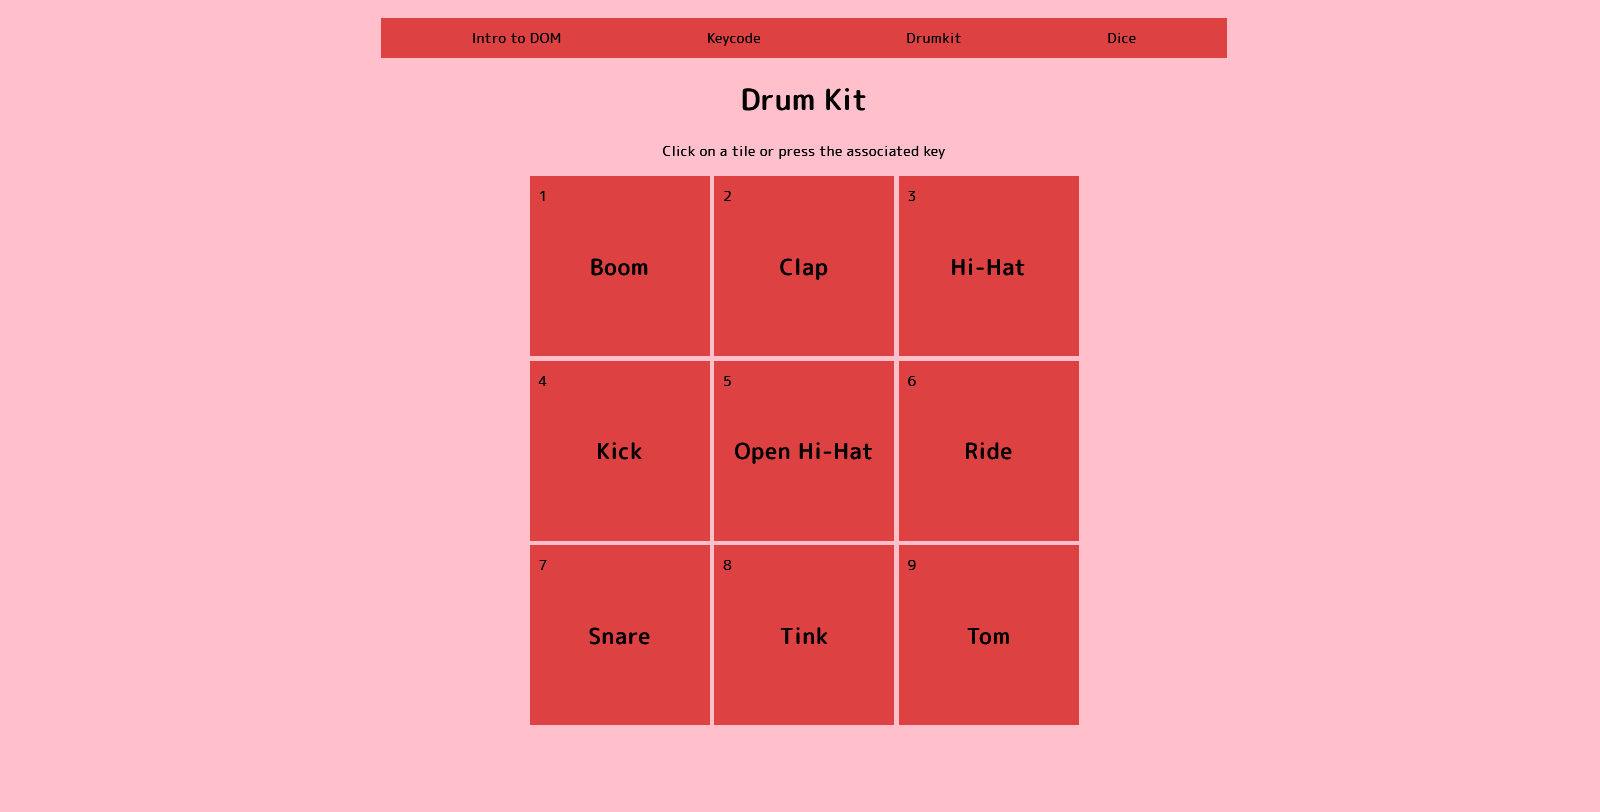 Intro to DOM Keycode Drumkit Dice
Drum Kit
Click on a tile or press the associated key
1 2 3
Boom Clap Hi-Hat
4 5 6
Kick Open Hi-Hat Ride
7 8 9
Snare Tink Tom